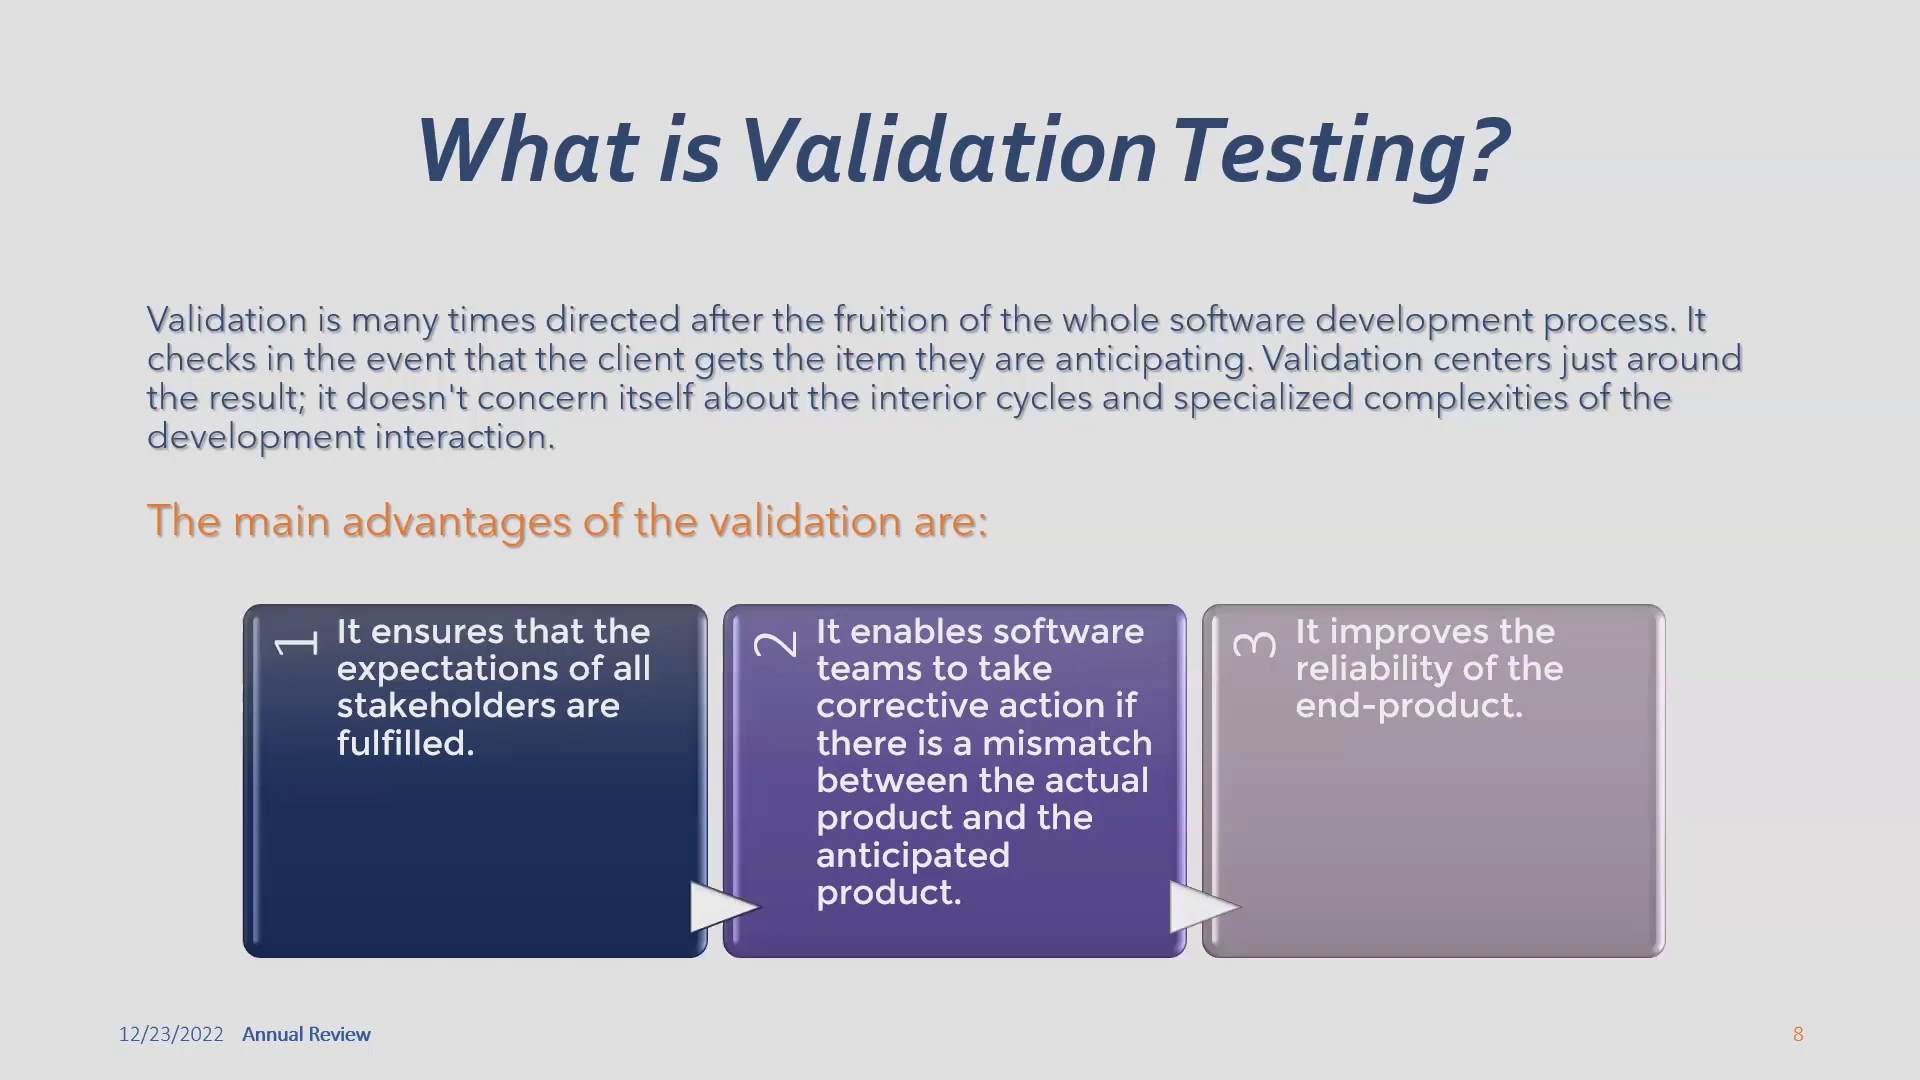 What is Validation Testing?
Validation is many times directed after the fruition of the whole software development process. It
checks in the event that the client gets the item they are anticipating. Validation centers just around
the result; it doesn't concern itself about the interior cycles and specialized complexities of the
development interaction.
The main advantages of the validation are:
1
It ensures that the
expectations of all
stakeholders are
fulfilled.
2
It enables software
teams to take
corrective action if
there is a mismatch
between the actual
product and the
anticipated
product.
3
It improves the
reliability of the
end-product.
12/23/2022 Annual Review
8